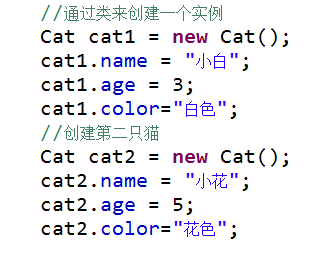 //通过类来创建一个实例
Cat cat1 = new Cat();
cat1.name = "小白";
cat1.age = 3;
cat1.color="白色";
//创建第二只猫
Cat cat2 = new Cat();
cat2.name = "小花";
cat2.age = 5;
cat2.color="花色";